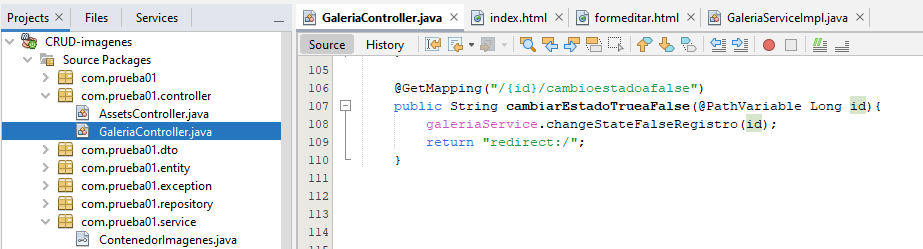 Projects
Files
Services
CRUD-imagenes
Source Packages
com.prueba01
com.prueba01.controller
AssetsController.java
GaleriaController.java
com.prueba01.dto
com.prueba01.entity
com.prueba01.exception
com.prueba01.repository
com.prueba01.service
ContenedorImagenes.java
GaleriaController.java
index.html
formeditar.html
GaleriaServiceImpl.java
Source
History
105
106 @GetMapping("/{id}/cambioestadoafalse")
107 public String cambiarEstadoTrueaFalse(@PathVariable Long id){
108 galeriaService.changeStateFalseRegistro(id);
109 return "redirect:/";
110 }
111
112
113
114
115